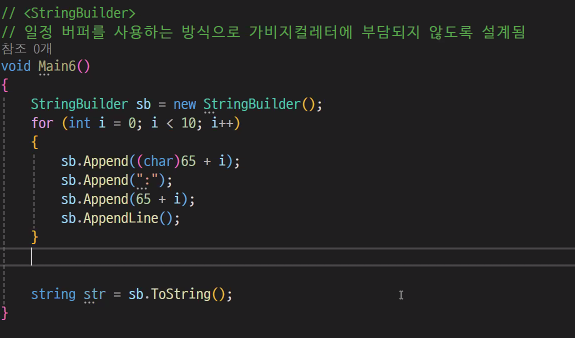 // <StringBuilder>
// 일정 버퍼를 사용하는 방식으로 가비지컬레터에 부담되지 않도록 설계됨
참조 0개
void Main6()
{
    StringBuilder sb = new StringBuilder();
    for (int i = 0; i < 10; i++)
    {
        sb.Append((char)65 + i);
        sb.Append(":");
        sb.Append(65 + i);
        sb.AppendLine();
    }
    string str = sb.ToString();
}